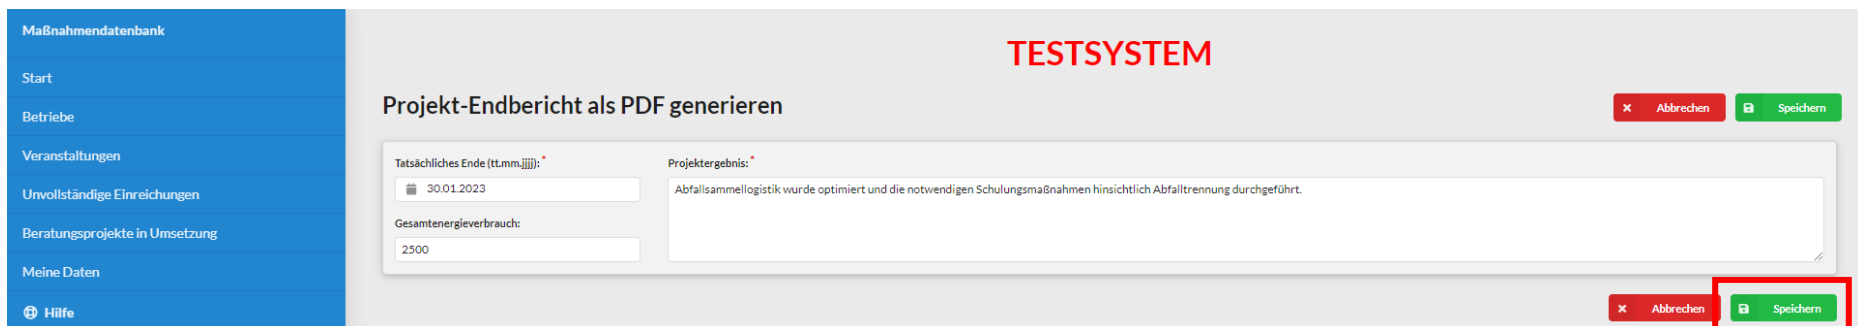 Maßnahmendatenbank
Start
Betriebe
Veranstaltungen
Unvollständige Einreichungen
Beratungsprojekte in Umsetzung
Meine Daten
Hilfe
TESTSYSTEM
Projekt-Endbericht als PDF generieren
Abbrechen
Speichern
Tatsächliches Ende (tt.mm.jjjj): *
30.01.2023
Gesamtenergieverbrauch:
2500
Projektergebnis: *
Abfallsammellogistik wurde optimiert und die notwendigen Schulungsmaßnahmen hinsichtlich Abfalltrennung durchgeführt.
Abbrechen
Speichern